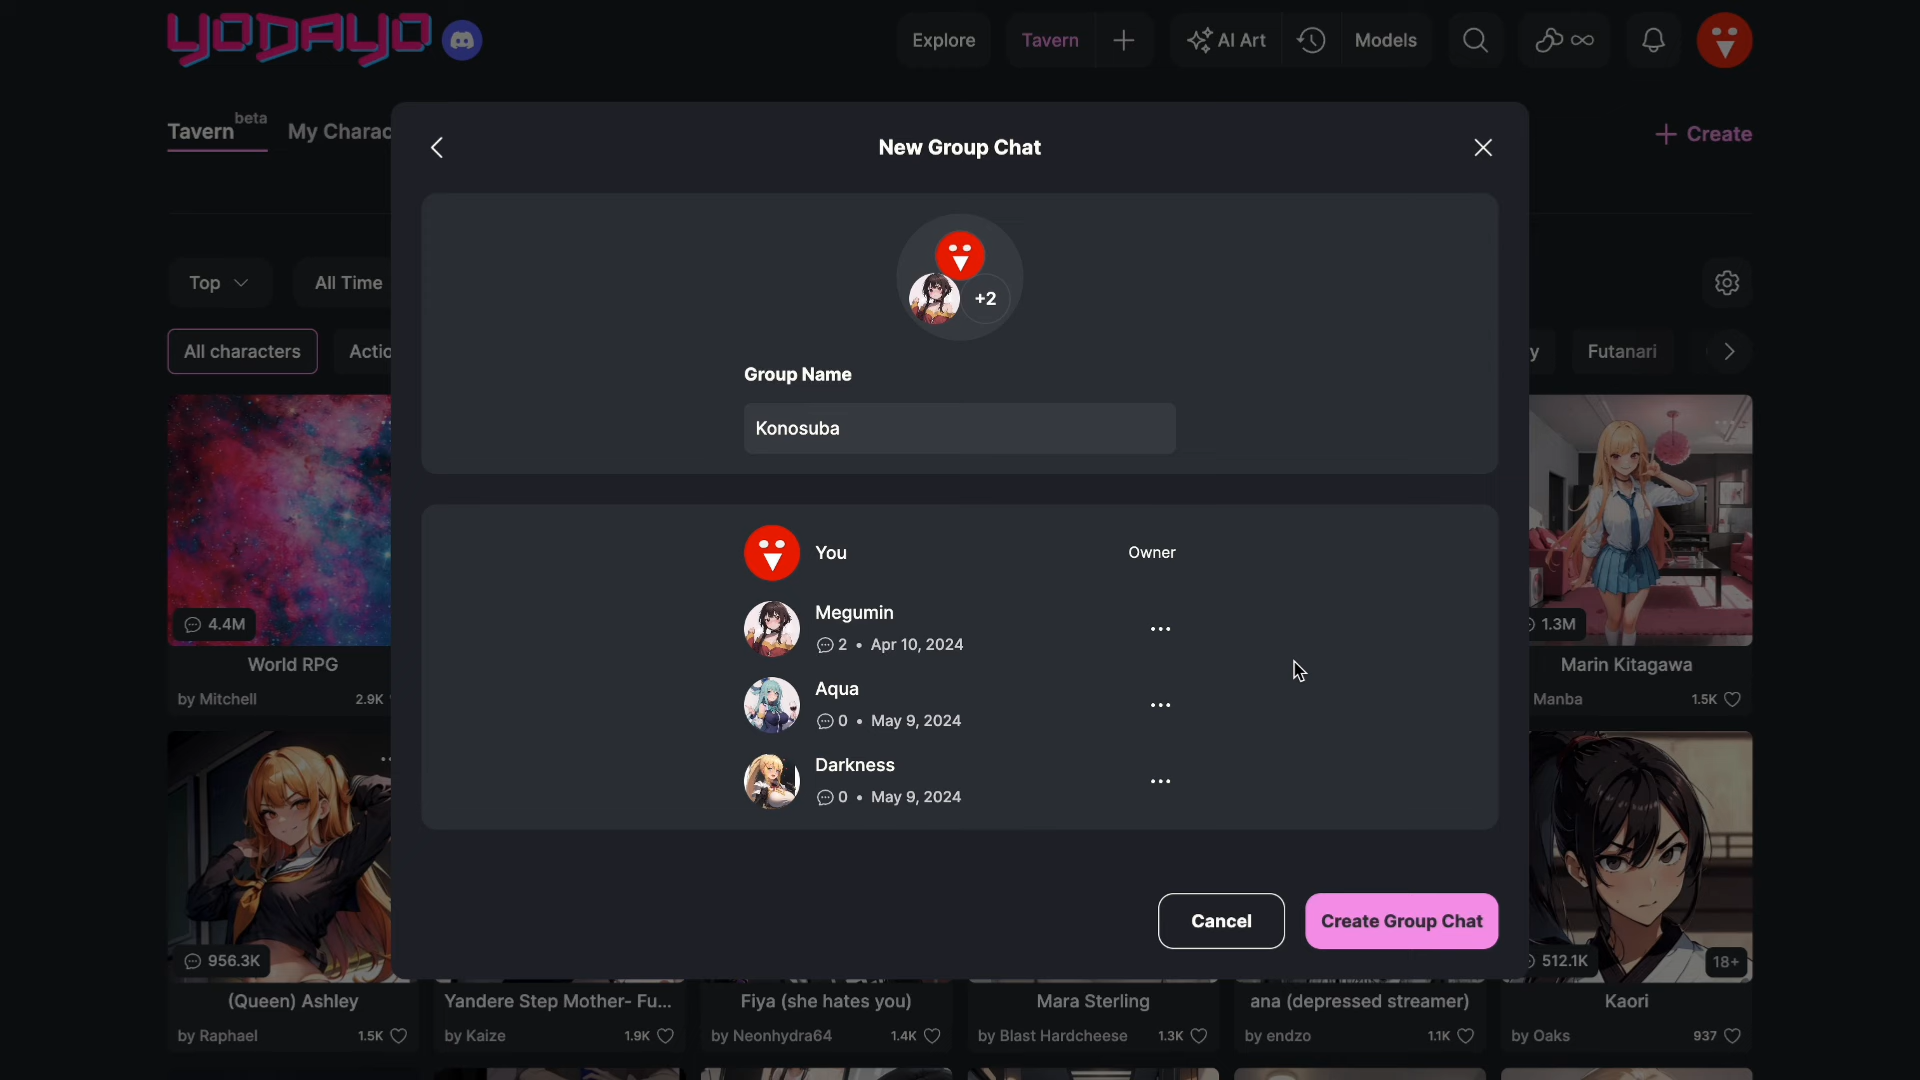 YODAYO
Explore
Tavern
AI Art
Models
Tavern
beta
My Charac
Create
New Group Chat
+2
Group Name
Konosuba
Top
All Time
All characters
Actio
y
Futanari
You
Owner
Megumin
2 • Apr 10, 2024
Aqua
0 • May 9, 2024
Darkness
0 • May 9, 2024
Cancel
Create Group Chat
4.4M
World RPG
by Mitchell
2.9K
1.3M
Marin Kitagawa
Manba
1.5K
956.3K
512.1K
18+
(Queen) Ashley
Yandere Step Mother- Fu...
Fiya (she hates you)
Mara Sterling
ana (depressed streamer)
Kaori
by Raphael
1.5K
by Kaize
1.9K
by Neonhydra64
1.4K
by Blast Hardcheese
1.3K
by endzo
1.1K
by Oaks
937